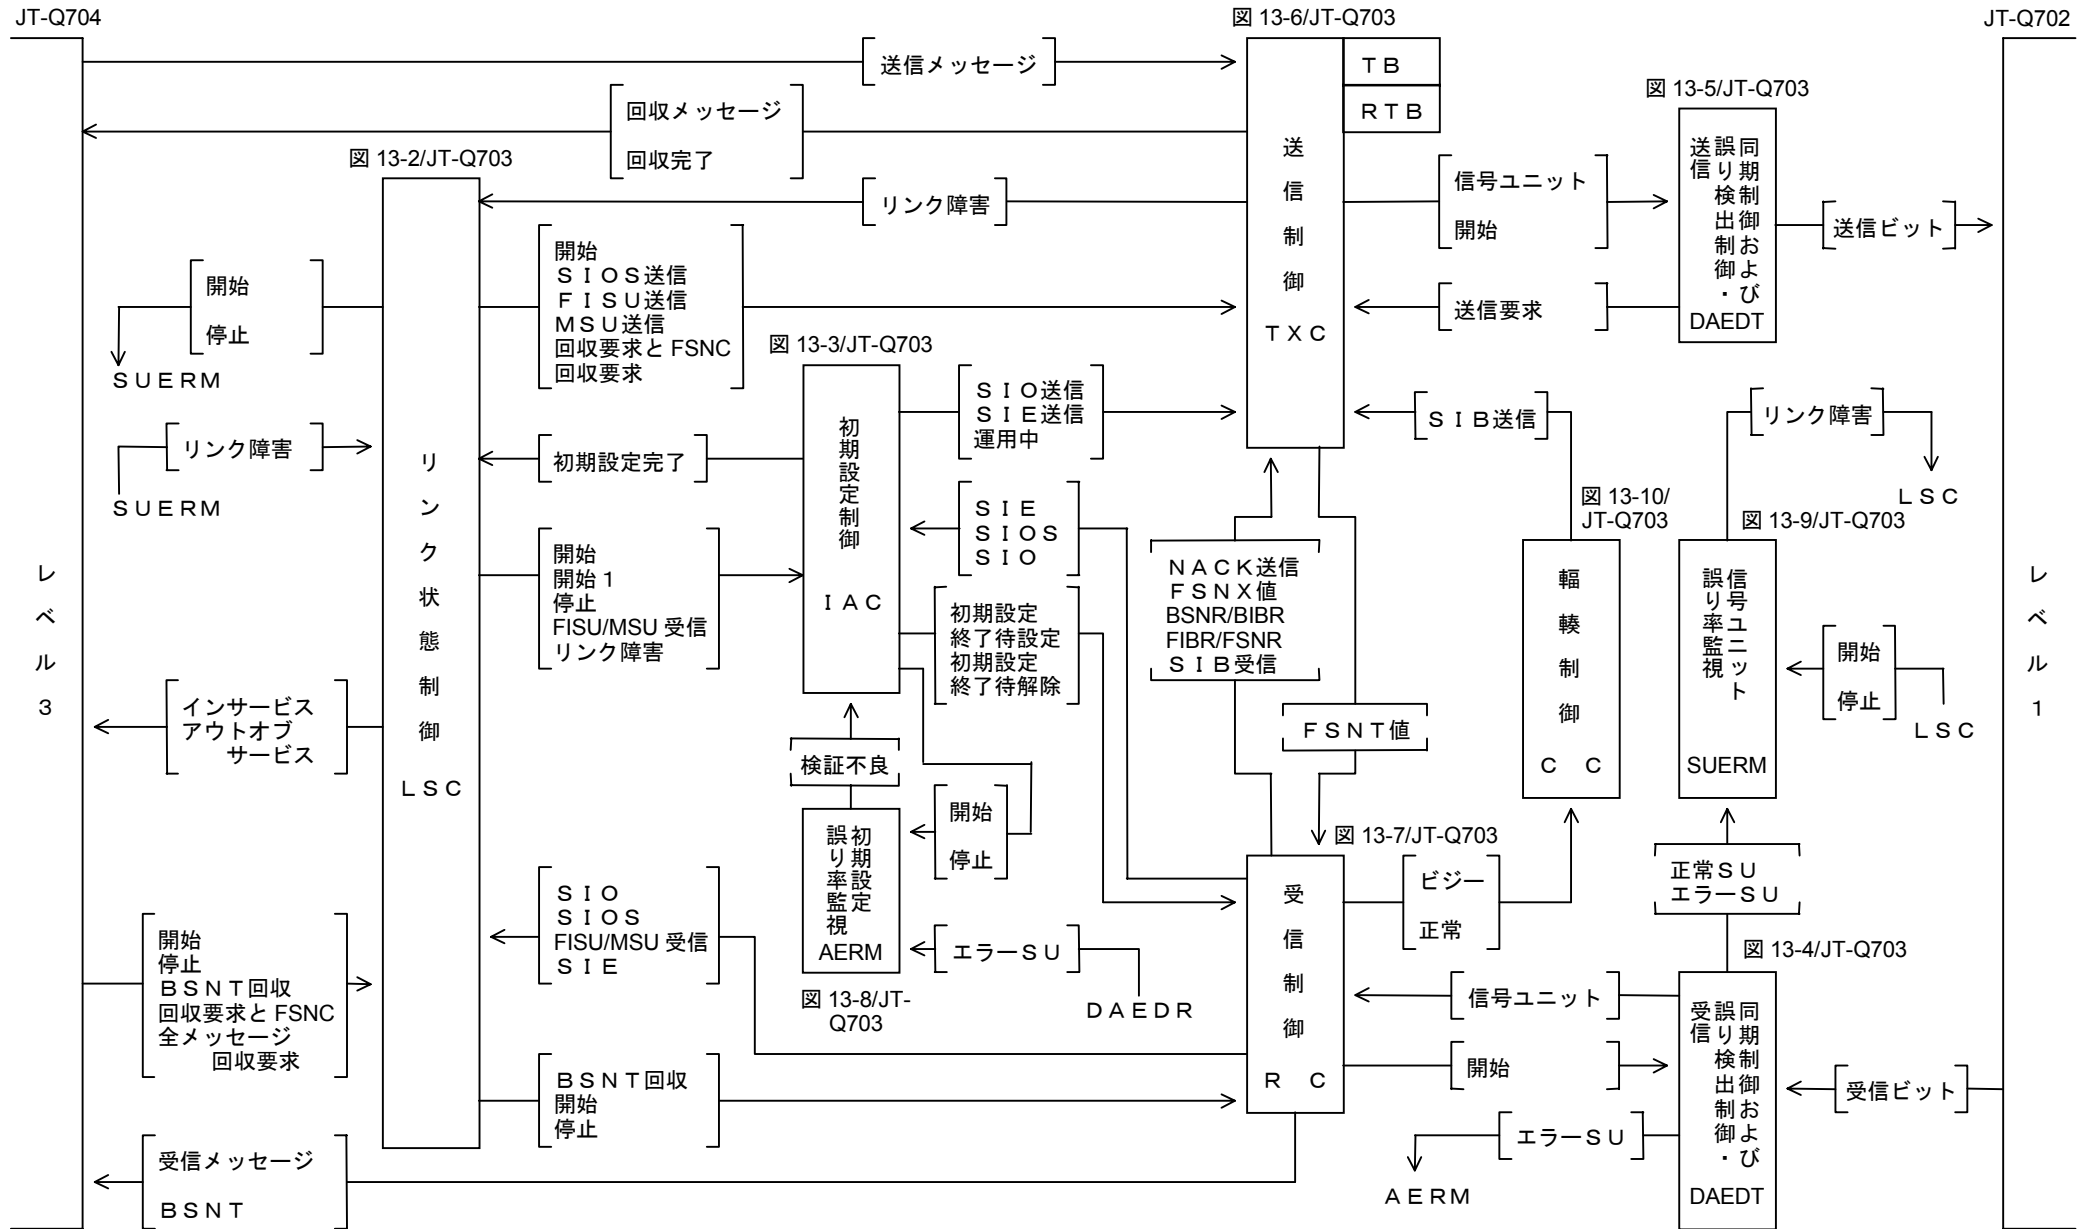 JT-Q704
図 13-6/JT-Q703
JT-Q702
送信メッセージ
ＴＢ
ＲＴＢ
図 13-5/JT-Q703
回収メッセージ
回収完了
図 13-2/JT-Q703
リンク障害
送信制御
ＴＸＣ
信号ユニット
開始
同期制御および
誤り検出制御・
送信
DAEDT
送信ビット
開始
停止
ＳＵＥＲＭ
開始
ＳＩＯＳ送信
ＦＩＳＵ送信
ＭＳＵ送信
回収要求と FSNC
回収要求
送信要求
図 13-3/JT-Q703
リンク障害
ＳＵＥＲＭ
リンク状態制御
ＬＳＣ
初期設定完了
初期設定制御
ＩＡＣ
ＳＩＯ送信
ＳＩＥ送信
運用中
ＳＩＢ送信
リンク障害
ＬＳＣ
図 13-10/
JT-Q703
図 13-9/JT-Q703
ＳＩＥ
ＳＩＯＳ
ＳＩＯ
レベル３
開始
開始１
停止
FISU/MSU 受信
リンク障害
ＮＡＣＫ送信
ＦＳＮＸ値
BSNR/BIBR
FIBR/FSNR
ＳＩＢ受信
輻輳制御
Ｃ Ｃ
信号ユニット
誤り率監視
SUERM
レベル１
初期設定
終了待設定
初期設定
終了待解除
開始
停止
ＬＳＣ
インサービス
アウトオブ
サービス
検証不良
ＦＳＮＴ値
開始
停止
初期設定
誤り率監視
AERM
図 13-8/JT-
Q703
図 13-7/JT-Q703
ビジー
正常
正常ＳＵ
エラーＳＵ
ＳＩＯ
ＳＩＯＳ
FISU/MSU 受信
ＳＩＥ
エラーＳＵ
ＤＡＥＤＲ
受信制御
Ｒ Ｃ
図 13-4/JT-Q703
開始
停止
ＢＳＮＴ回収
回収要求と FSNC
全メッセージ
回収要求
信号ユニット
開始
同期制御および
誤り検出制御・
受信
DAEDT
受信ビット
ＢＳＮＴ回収
開始
停止
エラーＳＵ
ＡＥＲＭ
受信メッセージ
ＢＳＮＴ